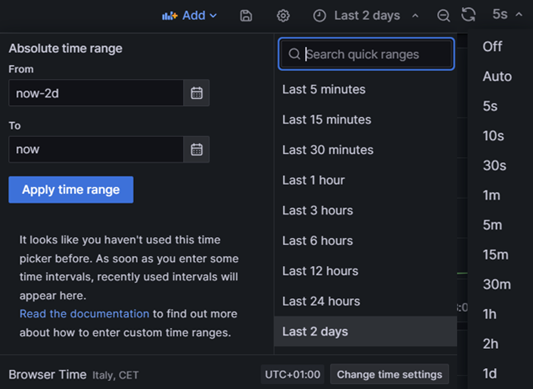 Add
Last 2 days
5s
Absolute time range
From
now-2d
To
now
Apply time range
It looks like you haven't used this time
picker before. As soon as you enter some
time intervals, recently used intervals will
appear here.
Read the documentation to find out more
about how to enter custom time ranges.
Browser Time Italy, CET
UTC+01:00
Change time settings
Search quick ranges
Last 5 minutes
Last 15 minutes
Last 30 minutes
Last 1 hour
Last 3 hours
Last 6 hours
Last 12 hours
Last 24 hours
Last 2 days
Off
Auto
5s
10s
30s
1m
5m
15m
30m
1h
2h
1d